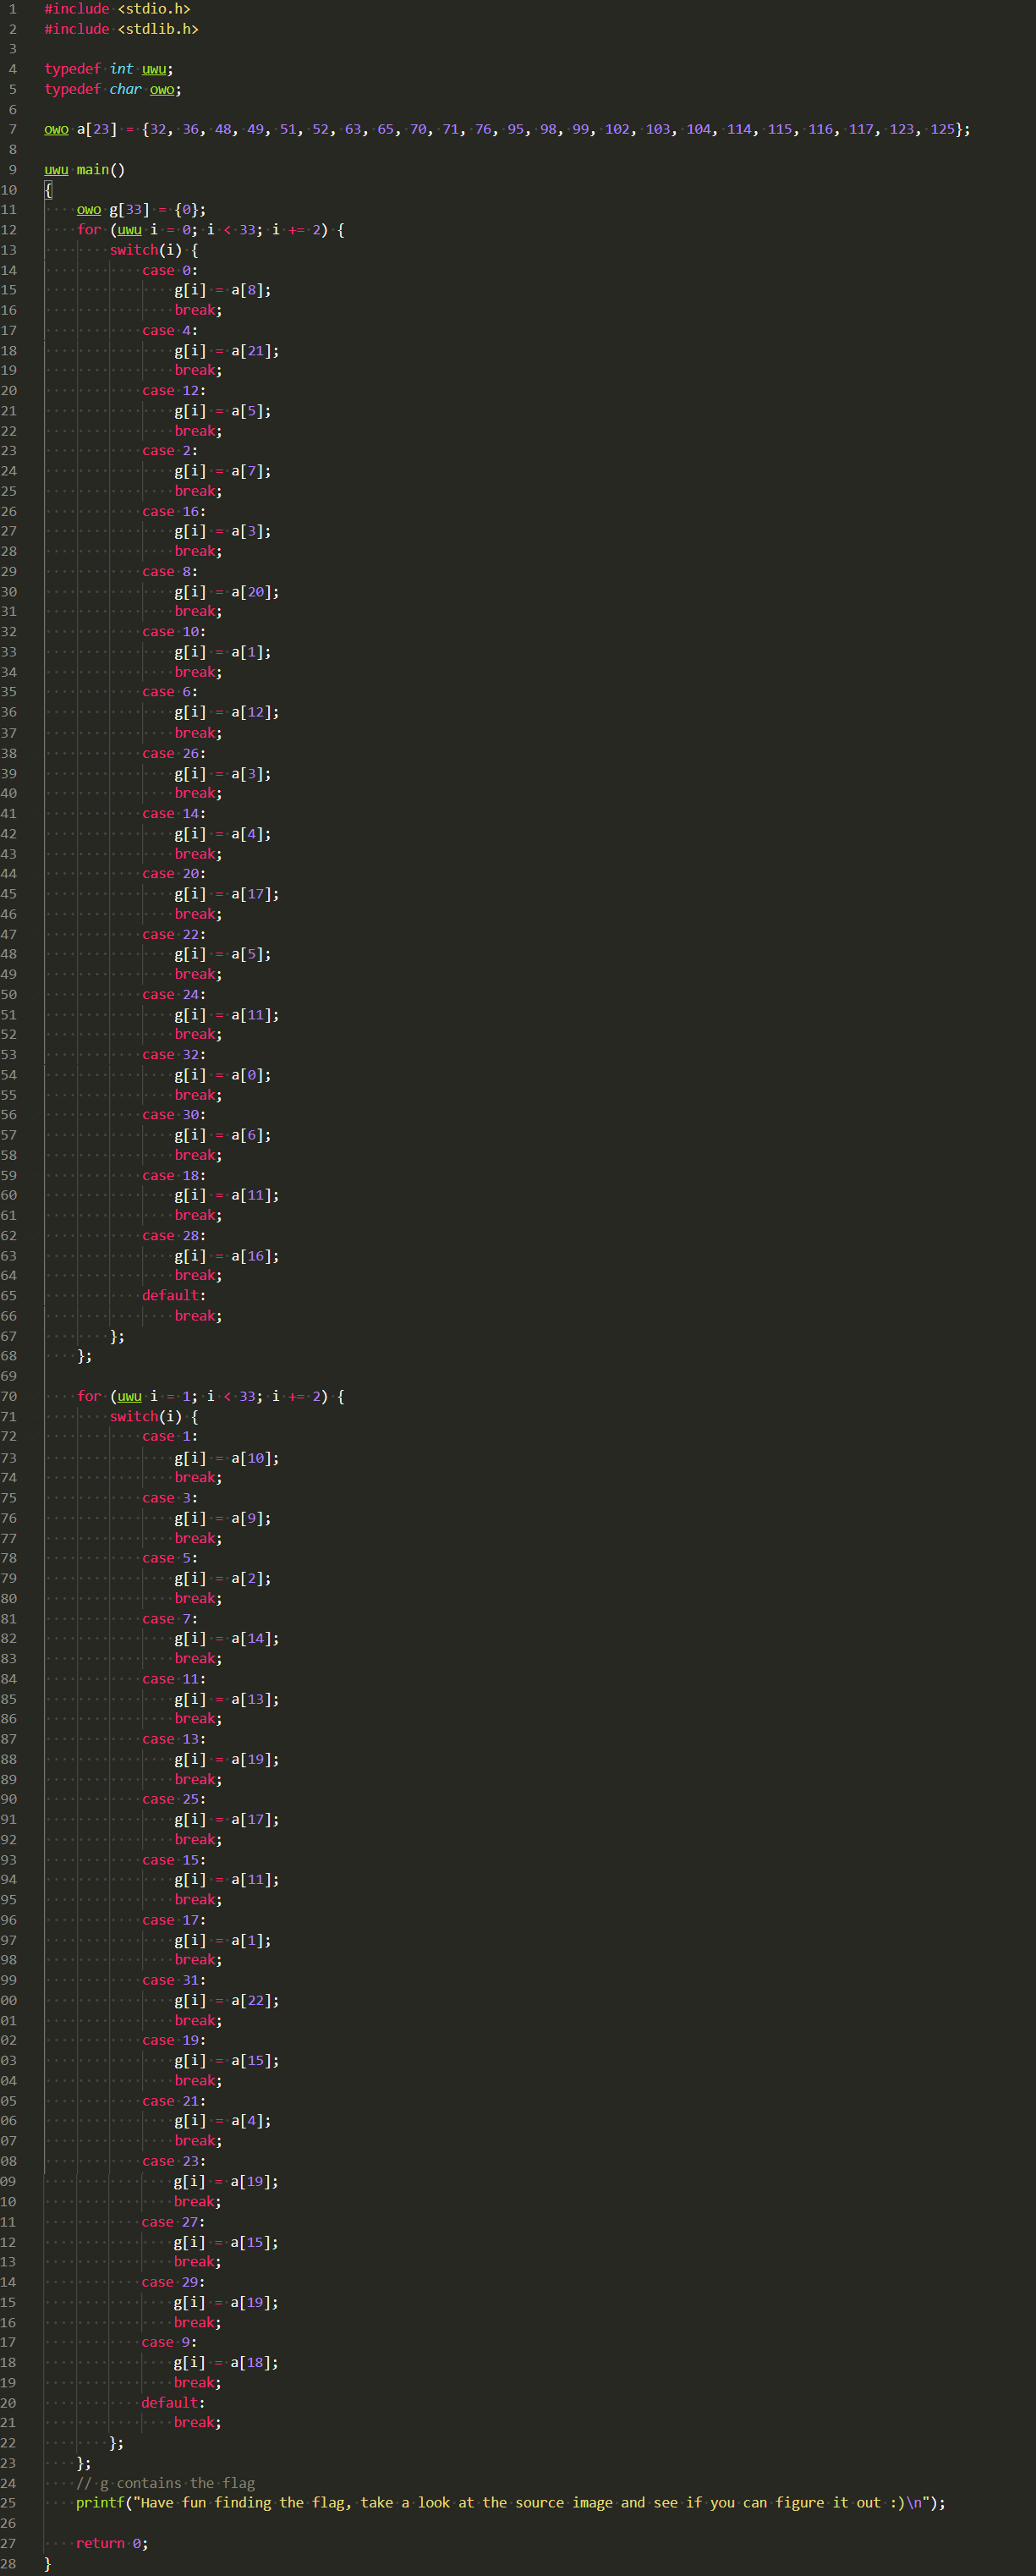 1 #include <stdio.h>
2 #include <stdlib.h>
3
4 typedef int uwu;
5 typedef char owo;
6
7 owo a[23] = {32, 36, 48, 49, 51, 52, 63, 65, 70, 71, 76, 95, 98, 99, 102, 103, 104, 114, 115, 116, 117, 123, 125};
8
9 uwu main()
10 {
11     owo g[33] = {0};
12     for (uwu i = 0; i < 33; i += 2) {
13         switch(i) {
14             case 0:
15                 g[i] = a[8];
16                 break;
17             case 4:
18                 g[i] = a[21];
19                 break;
20             case 12:
21                 g[i] = a[5];
22                 break;
23             case 2:
24                 g[i] = a[7];
25                 break;
26             case 16:
27                 g[i] = a[3];
28                 break;
29             case 8:
30                 g[i] = a[20];
31                 break;
32             case 10:
33                 g[i] = a[1];
34                 break;
35             case 6:
36                 g[i] = a[12];
37                 break;
38             case 26:
39                 g[i] = a[3];
40                 break;
41             case 14:
42                 g[i] = a[4];
43                 break;
44             case 20:
45                 g[i] = a[17];
46                 break;
47             case 22:
48                 g[i] = a[5];
49                 break;
50             case 24:
51                 g[i] = a[11];
52                 break;
53             case 32:
54                 g[i] = a[0];
55                 break;
56             case 30:
57                 g[i] = a[6];
58                 break;
59             case 18:
60                 g[i] = a[11];
61                 break;
62             case 28:
63                 g[i] = a[16];
64                 break;
65             default:
66                 break;
67         };
68     };
69
70     for (uwu i = 1; i < 33; i += 2) {
71         switch(i) {
72             case 1:
73                 g[i] = a[10];
74                 break;
75             case 3:
76                 g[i] = a[9];
77                 break;
78             case 5:
79                 g[i] = a[2];
80                 break;
81             case 7:
82                 g[i] = a[14];
83                 break;
84             case 11:
85                 g[i] = a[13];
86                 break;
87             case 13:
88                 g[i] = a[19];
89                 break;
90             case 25:
91                 g[i] = a[17];
92                 break;
93             case 15:
94                 g[i] = a[11];
95                 break;
96             case 17:
97                 g[i] = a[1];
98                 break;
99             case 31:
00                 g[i] = a[22];
01                 break;
02             case 19:
03                 g[i] = a[15];
04                 break;
05             case 21:
06                 g[i] = a[4];
07                 break;
08             case 23:
09                 g[i] = a[19];
10                 break;
11             case 27:
12                 g[i] = a[15];
13                 break;
14             case 29:
15                 g[i] = a[19];
16                 break;
17             case 9:
18                 g[i] = a[18];
19                 break;
20             default:
21                 break;
22         };
23     };
24     // g contains the flag
25     printf("Have fun finding the flag, take a look at the source image and see if you can figure it out :)\n");
26
27     return 0;
28 }